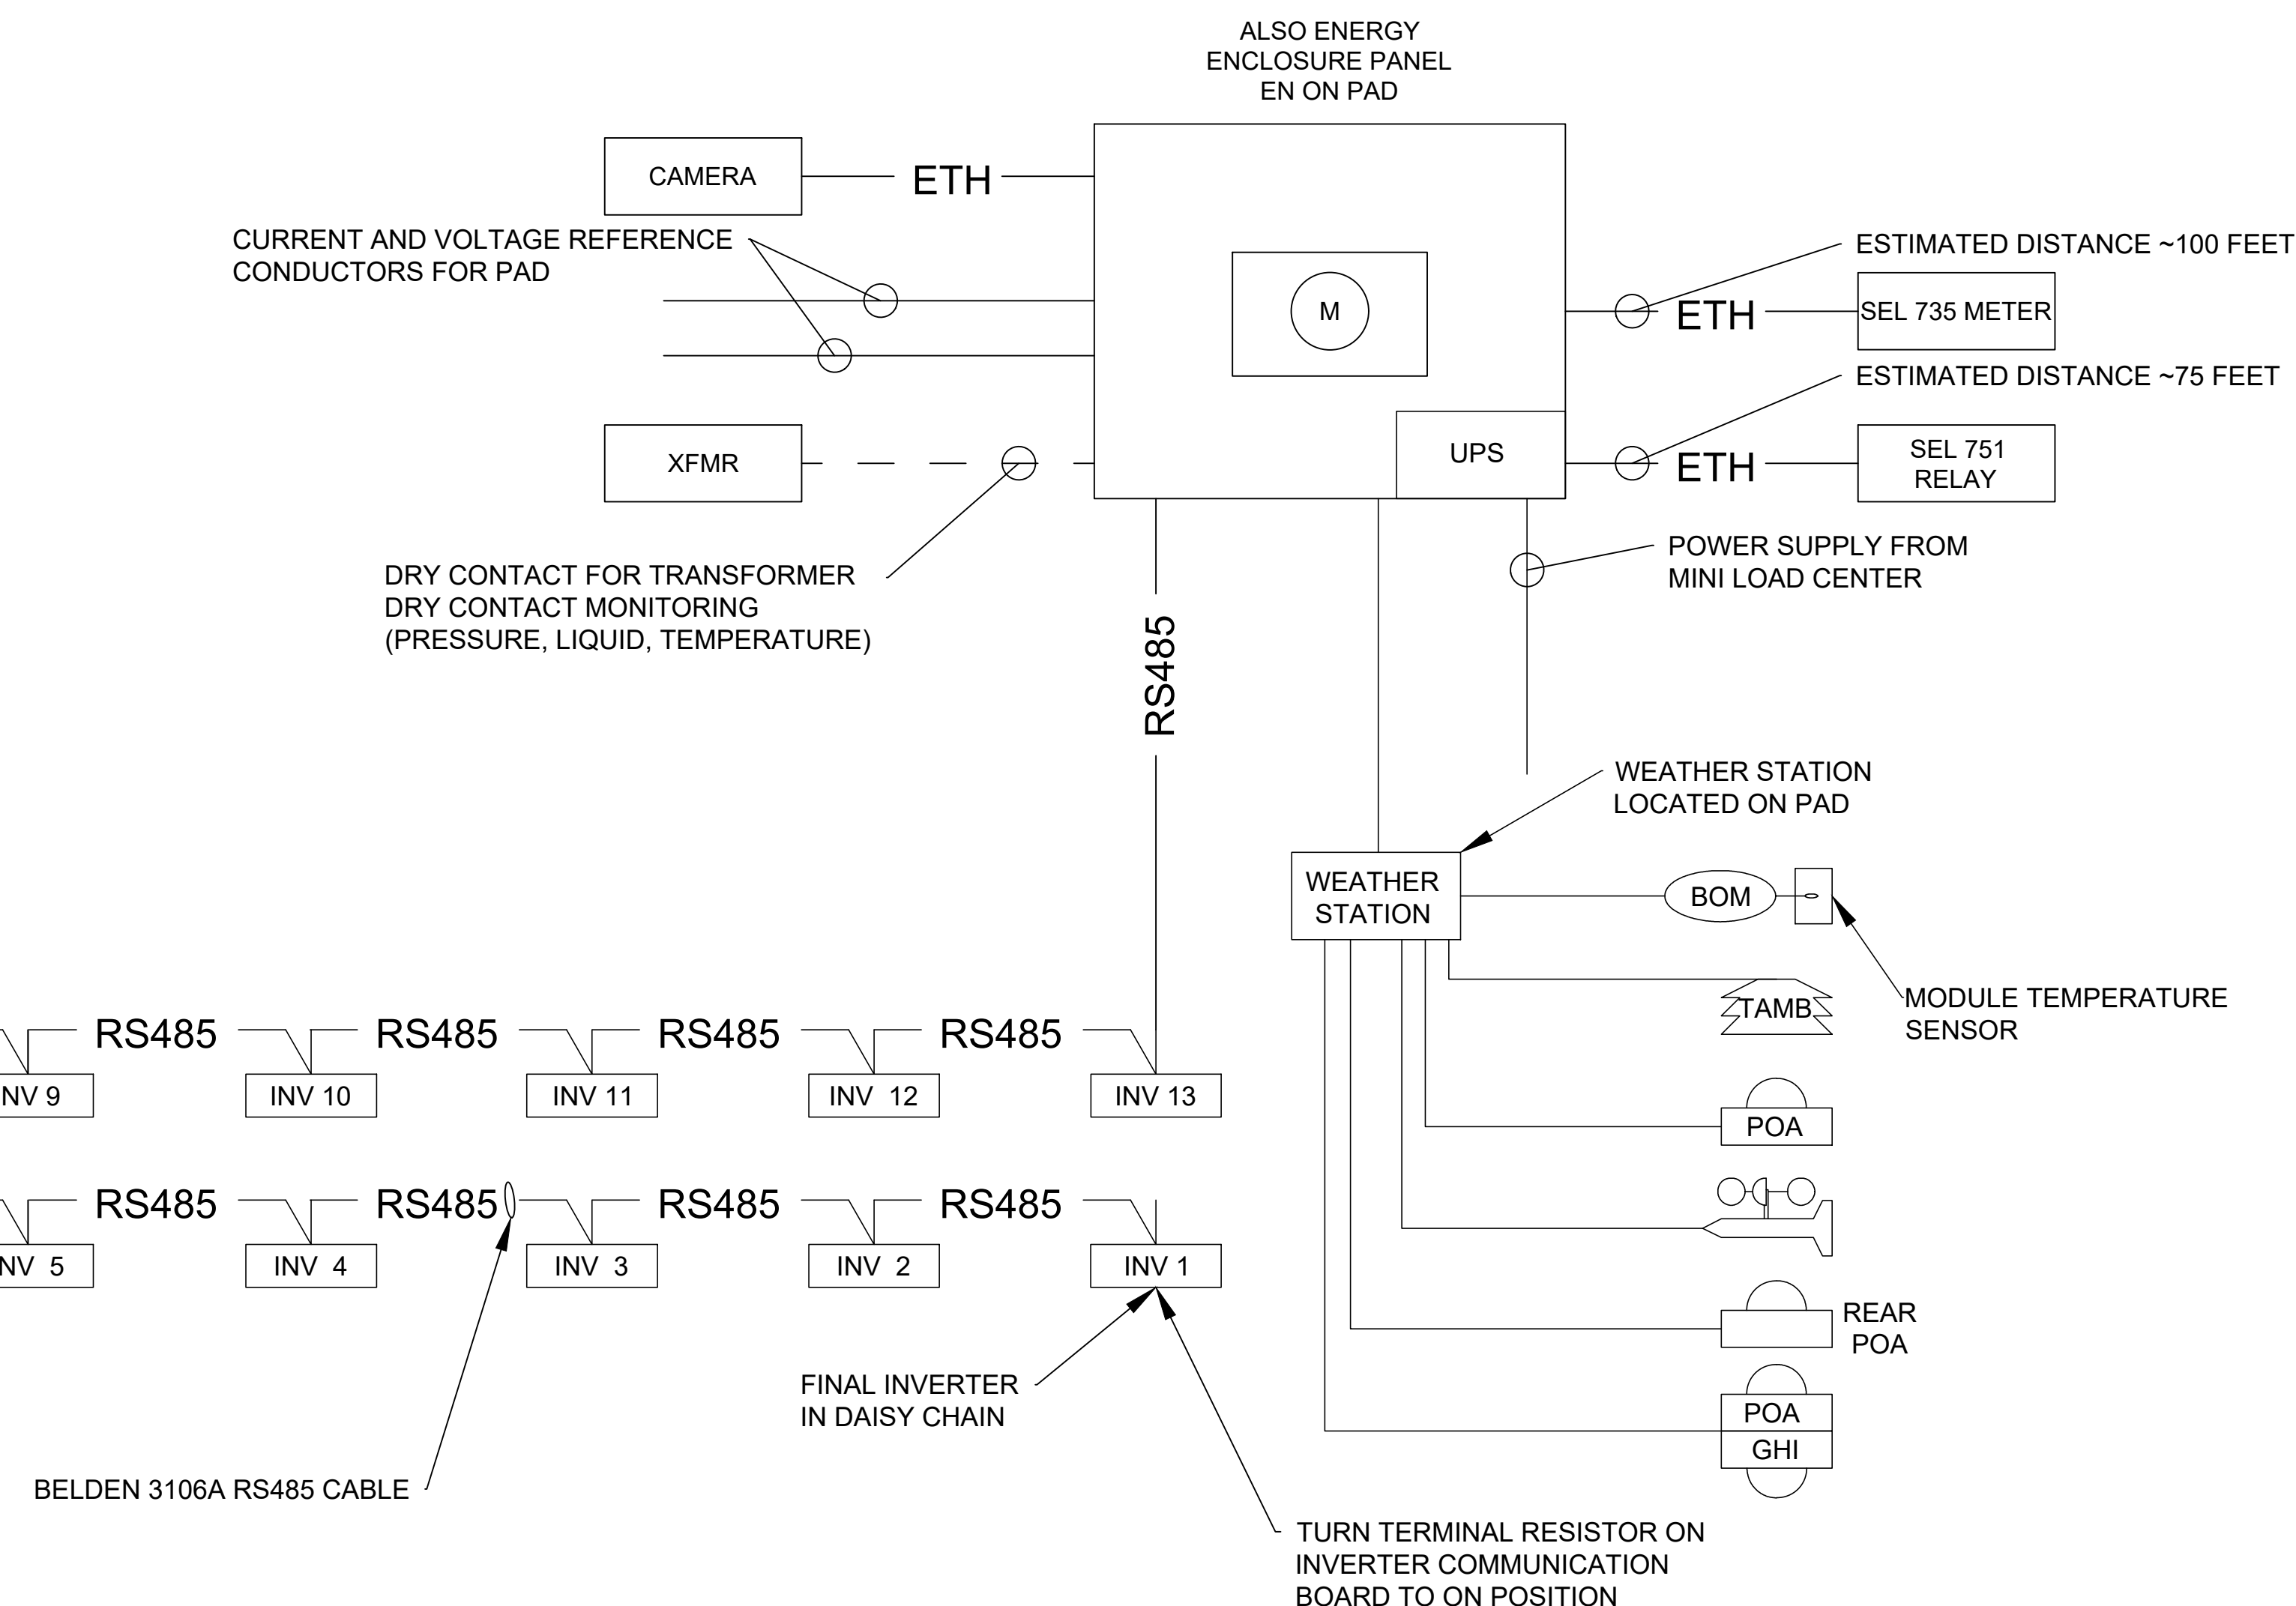 ALSO ENERGY
ENCLOSURE PANEL
EN ON PAD
CAMERA
ETH
CURRENT AND VOLTAGE REFERENCE
CONDUCTORS FOR PAD
M
ESTIMATED DISTANCE ~100 FEET
ETH
SEL 735 METER
ESTIMATED DISTANCE ~75 FEET
XFMR
UPS
ETH
SEL 751
RELAY
DRY CONTACT FOR TRANSFORMER
DRY CONTACT MONITORING
(PRESSURE, LIQUID, TEMPERATURE)
POWER SUPPLY FROM
MINI LOAD CENTER
RS485
WEATHER STATION
LOCATED ON PAD
WEATHER
STATION
BOM
MODULE TEMPERATURE
SENSOR
TAMB
RS485 RS485 RS485 RS485
NV 9 INV 10 INV 11 INV 12 INV 13
POA
RS485 RS485 RS485 RS485
NV 5 INV 4 INV 3 INV 2 INV 1
REAR
POA
FINAL INVERTER
IN DAISY CHAIN
POA
GHI
BELDEN 3106A RS485 CABLE
TURN TERMINAL RESISTOR ON
INVERTER COMMUNICATION
BOARD TO ON POSITION